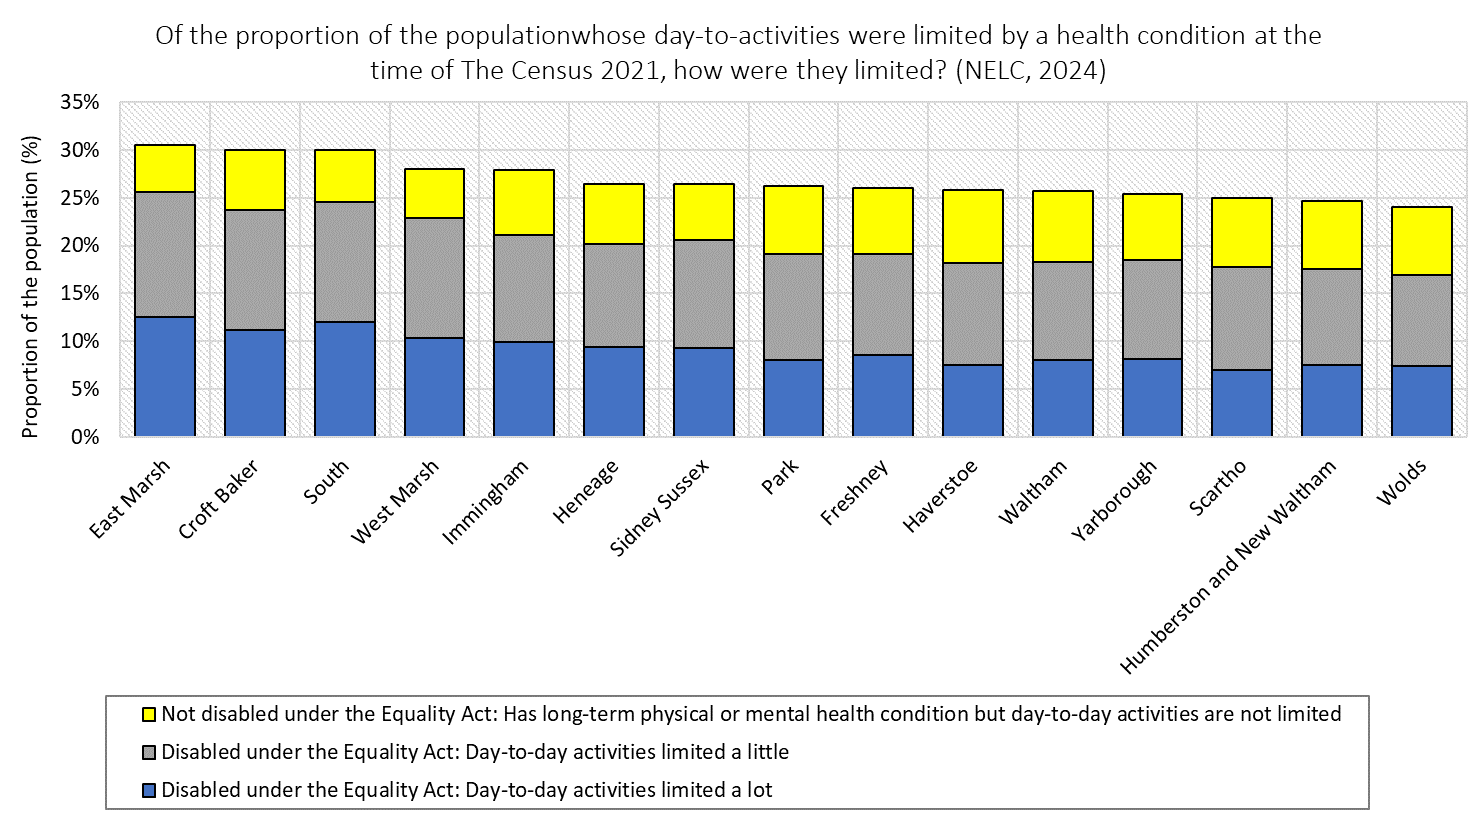 Of the proportion of the populationwhose day-to-activities were limited by a health condition at the
time of The Census 2021, how were they limited? (NELC, 2024)
Proportion of the population (%)
35%
30%
25%
20%
15%
10%
5%
0%
East Marsh
Croft Baker
South
West Marsh
Immingham
Heneage
Sidney Sussex
Park
Freshney
Haverstoe
Waltham
Yarborough
Scartho
Humberston and New Waltham
Wolds
Not disabled under the Equality Act: Has long-term physical or mental health condition but day-to-day activities are not limited
Disabled under the Equality Act: Day-to-day activities limited a little
Disabled under the Equality Act: Day-to-day activities limited a lot